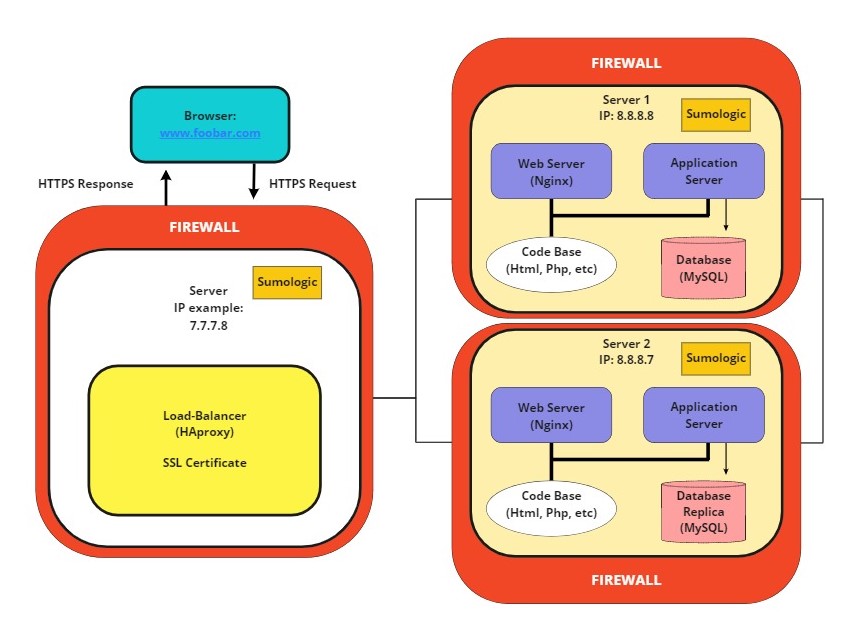 Browser:
www.foobar.com
HTTPS Response
HTTPS Request
FIREWALL
Sumologic
Server
IP example:
7.7.7.8
Load-Balancer
(HAproxy)
SSL Certificate
FIREWALL
Server 1
IP: 8.8.8.8
Sumologic
Web Server
(Nginx)
Application
Server
Code Base
(Html, Php, etc)
Database
(MySQL)
Server 2
IP: 8.8.8.7
Sumologic
Web Server
(Nginx)
Application
Server
Code Base
(Html, Php, etc)
Database
Replica
(MySQL)
FIREWALL